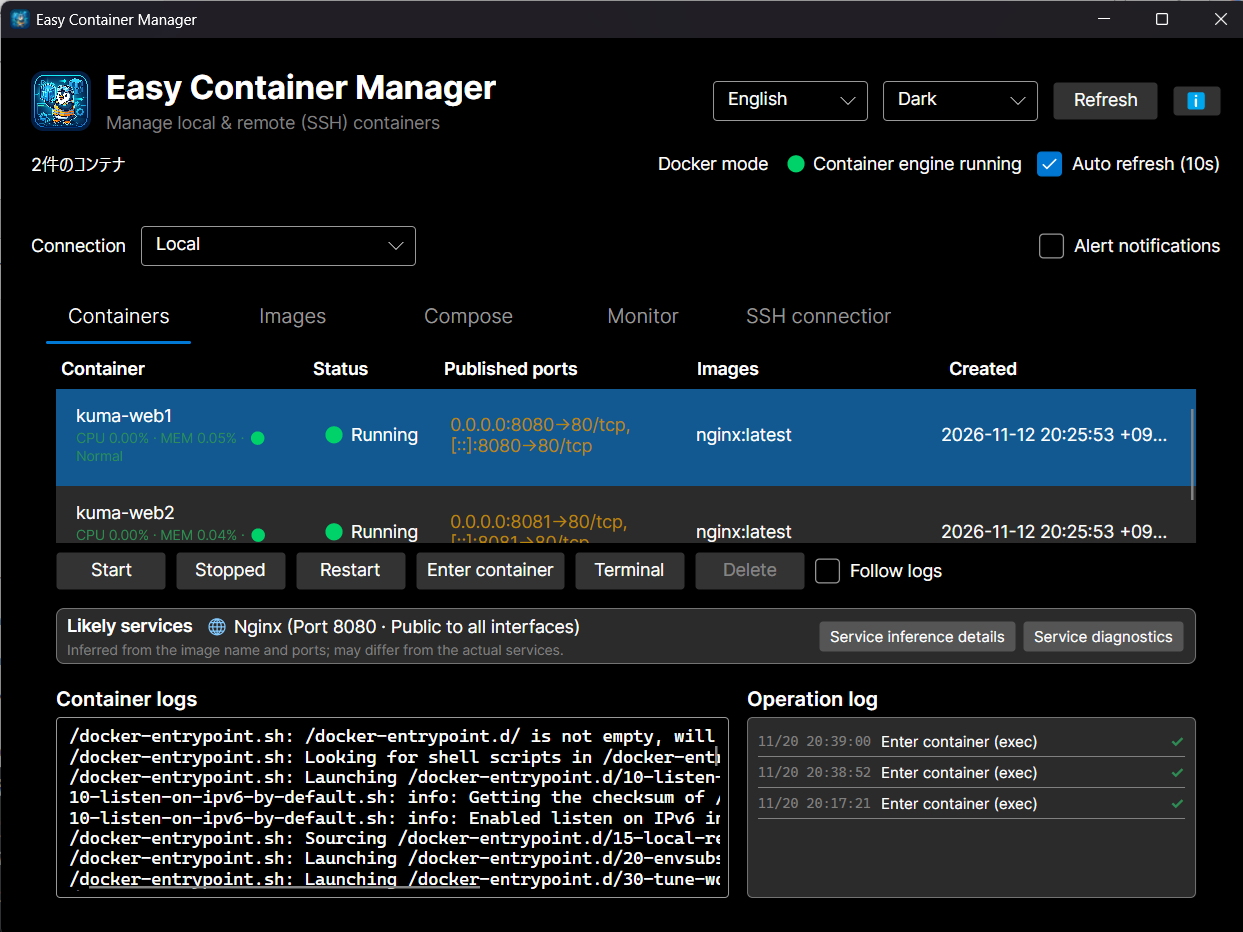 Easy Container Manager
Easy Container Manager
Manage local & remote (SSH) containers
English
Dark
Refresh
2件のコンテナ
Docker mode
Container engine running
Auto refresh (10s)
Connection
Local
Alert notifications
Containers
Images
Compose
Monitor
SSH connectior
Container
Status
Published ports
Images
Created
kuma-web1
CPU 0.00% · MEM 0.05% ·
Normal
Running
0.0.0.0:8080→80/tcp,
[::]:8080→80/tcp
nginx:latest
2026-11-12 20:25:53 +09...
kuma-web2
CPU 0.00% · MEM 0.04% ·
Running
0.0.0.0:8081→80/tcp,
[::]:8081→80/tcp
nginx:latest
2026-11-12 20:25:53 +09...
Start
Stopped
Restart
Enter container
Terminal
Delete
Follow logs
Likely services
Nginx (Port 8080 · Public to all interfaces)
Inferred from the image name and ports; may differ from the actual services.
Service inference details
Service diagnostics
Container logs
/docker-entrypoint.sh: /docker-entrypoint.d/ is not empty, will
/docker-entrypoint.sh: Looking for shell scripts in /docker-ent
/docker-entrypoint.sh: Launching /docker-entrypoint.d/10-listen-
10-listen-on-ipv6-by-default.sh: info: Getting the checksum of /
10-listen-on-ipv6-by-default.sh: info: Enabled listen on IPv6 in
/docker-entrypoint.sh: Sourcing /docker-entrypoint.d/15-local-re
/docker-entrypoint.sh: Launching /docker-entrypoint.d/20-envsubs
/docker-entrypoint.sh: Launching /docker-entrypoint.d/30-tune-wo
Operation log
11/20 20:39:00 Enter container (exec)
11/20 20:38:52 Enter container (exec)
11/20 20:17:21 Enter container (exec)